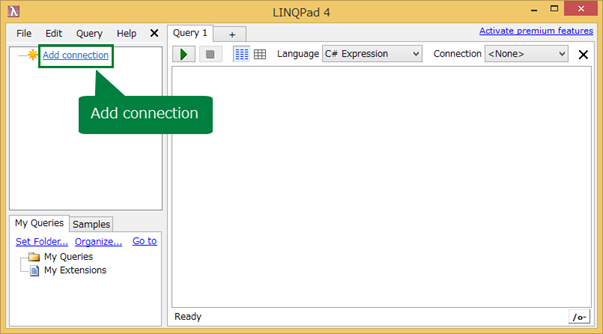 LINQPad 4
File Edit Query Help
Query 1 +
Activate premium features
Add connection
Language C# Expression Connection <None>
Add connection
My Queries Samples
Set Folder... Organize... Go to
My Queries
My Extensions
Ready
/o-